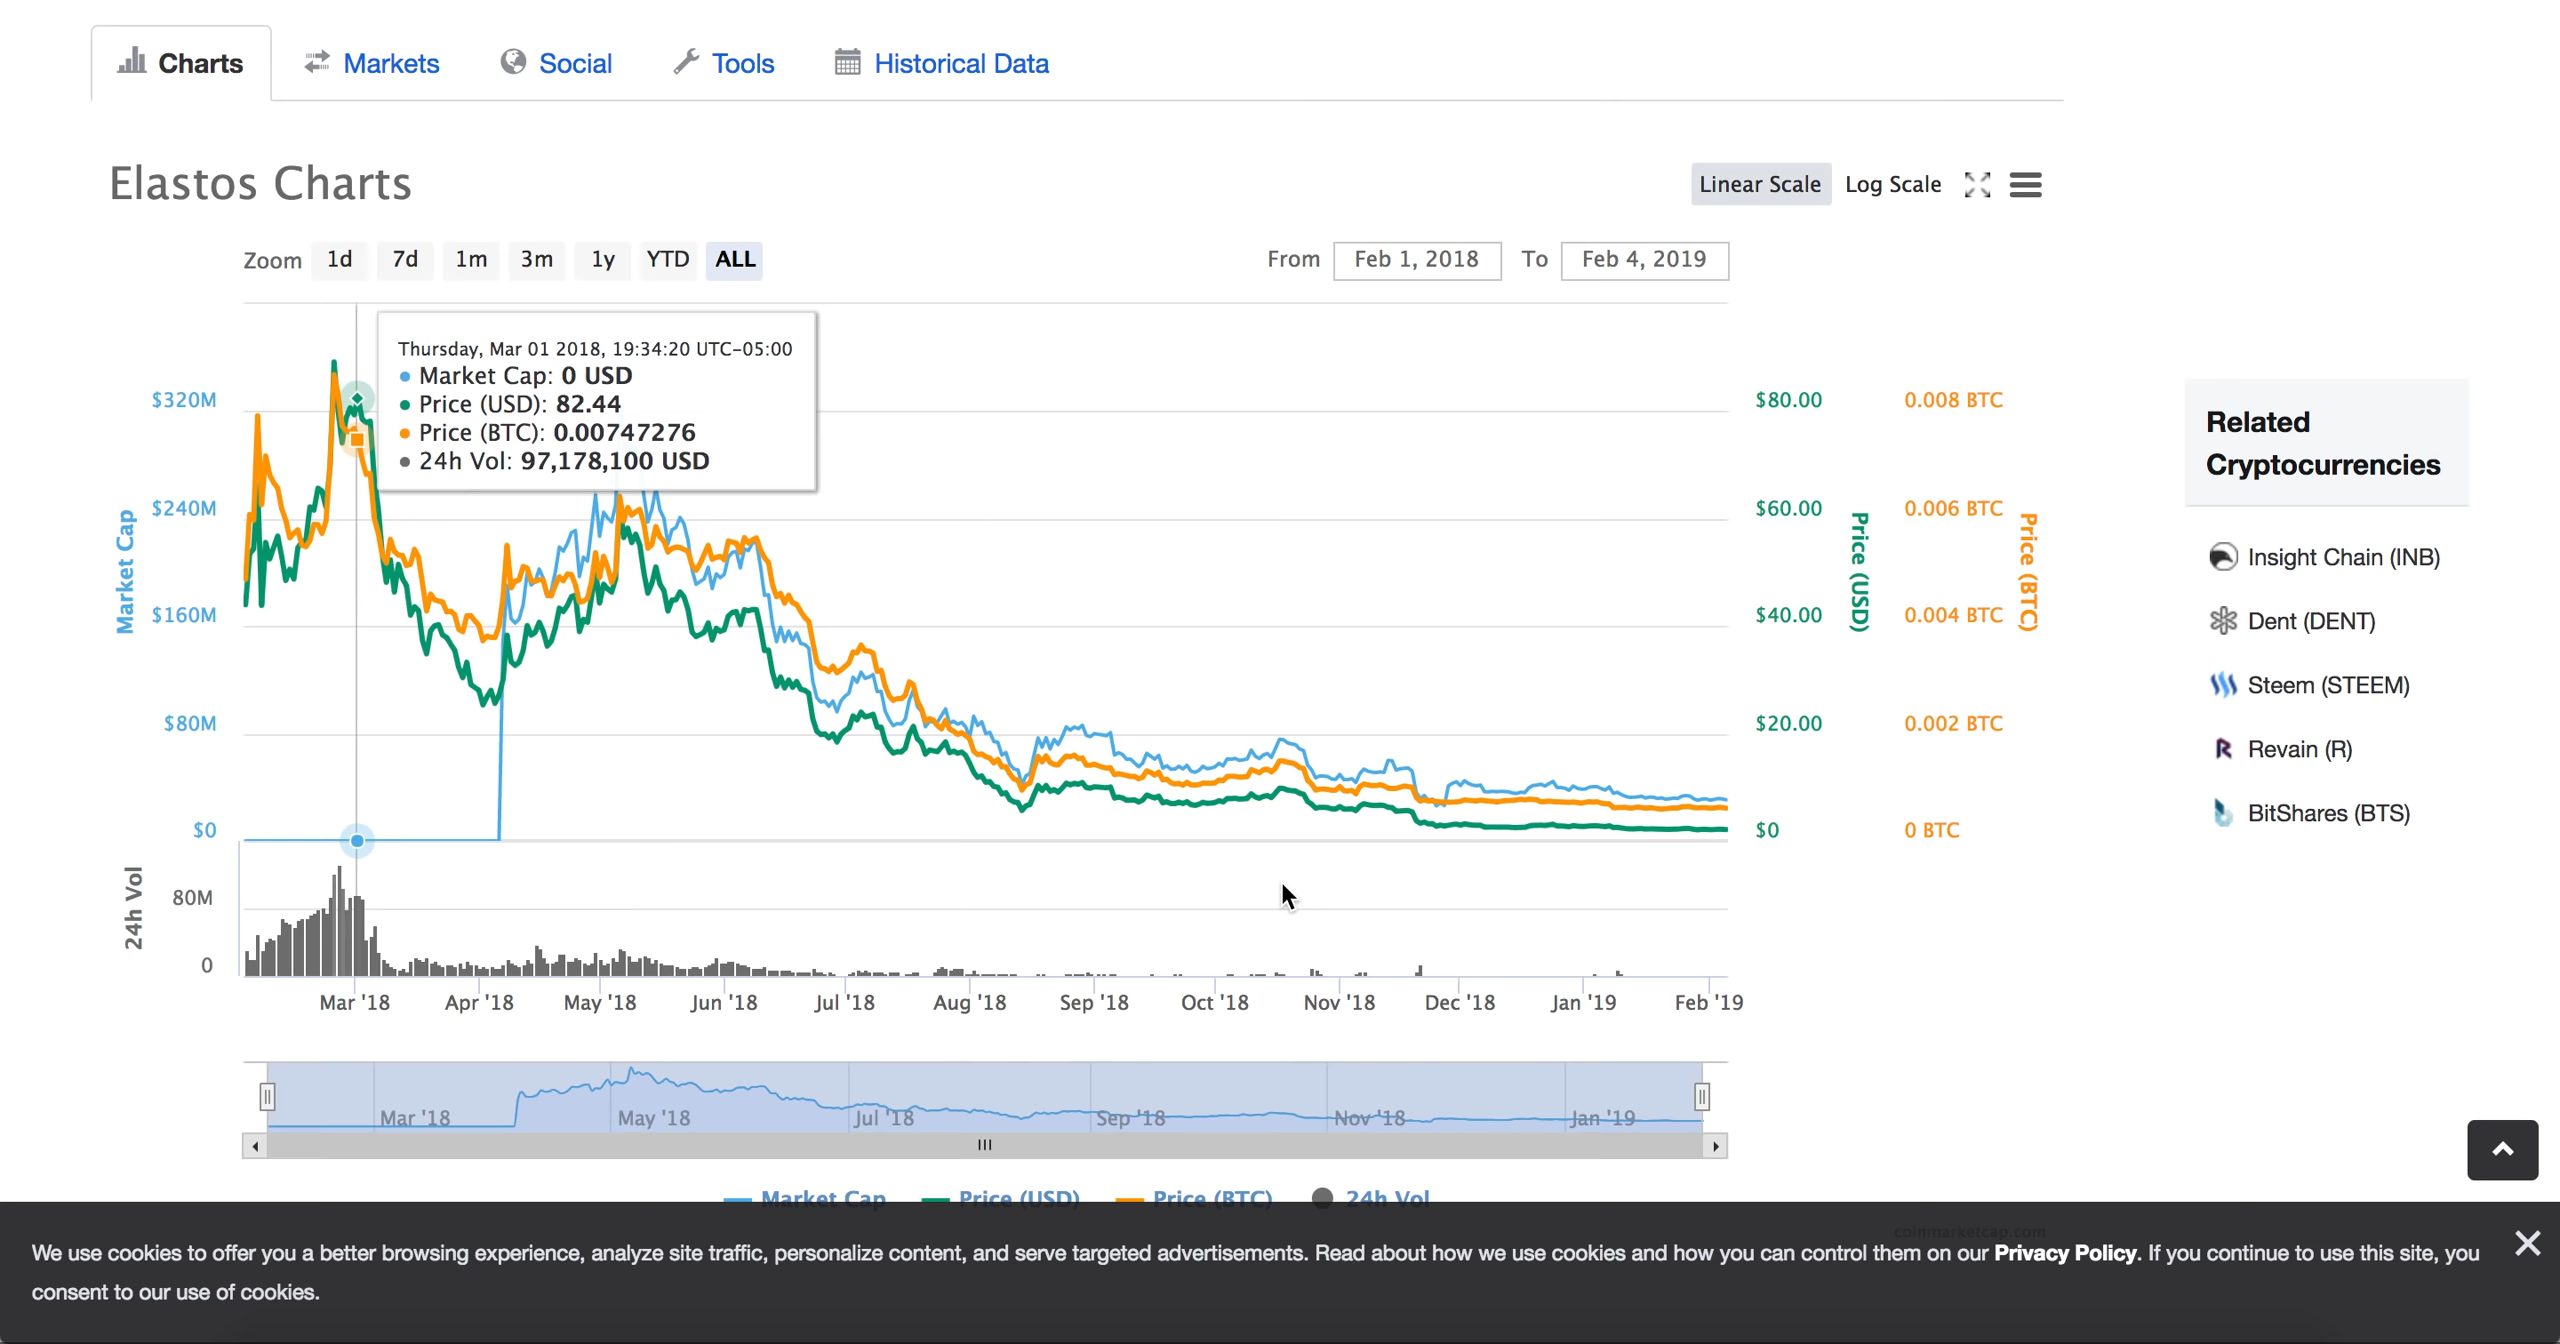 Charts Markets Social Tools Historical Data
Elastos Charts
Linear Scale Log Scale
Zoom 1d 7d 1m 3m 1y YTD ALL From Feb 1, 2018 To Feb 4, 2019
Thursday, Mar 01 2018, 19:34:20 UTC-05:00
Market Cap: 0 USD
Price (USD): 82.44
Price (BTC): 0.00747276
24h Vol: 97,178,100 USD
Market Cap
$320M
$240M
$160M
$80M
$0
$80.00
$60.00
$40.00
$20.00
$0
Price (USD)
0.008 BTC
0.006 BTC
0.004 BTC
0.002 BTC
0 BTC
Price (BTC)
24h Vol
80M
0
Mar '18 Apr '18 May '18 Jun '18 Jul '18 Aug '18 Sep '18 Oct '18 Nov '18 Dec '18 Jan '19 Feb '19
Mar '18 May '18 Jul '18 Sep '18 Nov '18 Jan '19
Market Cap Price (USD) Price (BTC) 24h Vol
coinmarketcap.com
Related
Cryptocurrencies
Insight Chain (INB)
Dent (DENT)
Steem (STEEM)
Revain (R)
BitShares (BTS)
We use cookies to offer you a better browsing experience, analyze site traffic, personalize content, and serve targeted advertisements. Read about how we use cookies and how you can control them on our Privacy Policy. If you continue to use this site, you
consent to our use of cookies.